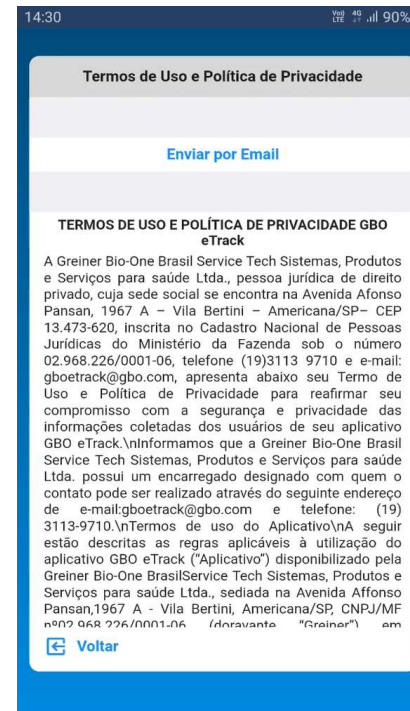 14:30
Vo)) LTE 4G 90%
Termos de Uso e Política de Privacidade
Enviar por Email
TERMOS DE USO E POLÍTICA DE PRIVACIDADE GBO
eTrack
A Greiner Bio-One Brasil Service Tech Sistemas, Produtos
e Serviços para saúde Ltda., pessoa jurídica de direito
privado, cuja sede social se encontra na Avenida Afonso
Pansan, 1967 A – Vila Bertini – Americana/SP– CEP
13.473-620, inscrita no Cadastro Nacional de Pessoas
Jurídicas do Ministério da Fazenda sob o número
02.968.226/0001-06, telefone (19)3113 9710 e e-mail:
gboetrack@gbo.com, apresenta abaixo seu Termo de
Uso e Política de Privacidade para reafirmar seu
compromisso com a segurança e privacidade das
informações coletadas dos usuários de seu aplicativo
GBO eTrack.\nInformamos que a Greiner Bio-One Brasil
Service Tech Sistemas, Produtos e Serviços para saúde
Ltda. possui um encarregado designado com quem o
contato pode ser realizado através do seguinte endereço
de e-mail:gboetrack@gbo.com e telefone: (19)
3113-9710.\nTermos de uso do Aplicativo\nA seguir
estão descritas as regras aplicáveis à utilização do
aplicativo GBO eTrack (“Aplicativo”) disponibilizado pela
Greiner Bio-One BrasilService Tech Sistemas, Produtos e
Serviços para saúde Ltda., sediada na Avenida Affonso
Pansan,1967 A - Vila Bertini, Americana/SP, CNPJ/MF
nº02.968.226/0001-06 (doravante “Greiner”) em
Voltar